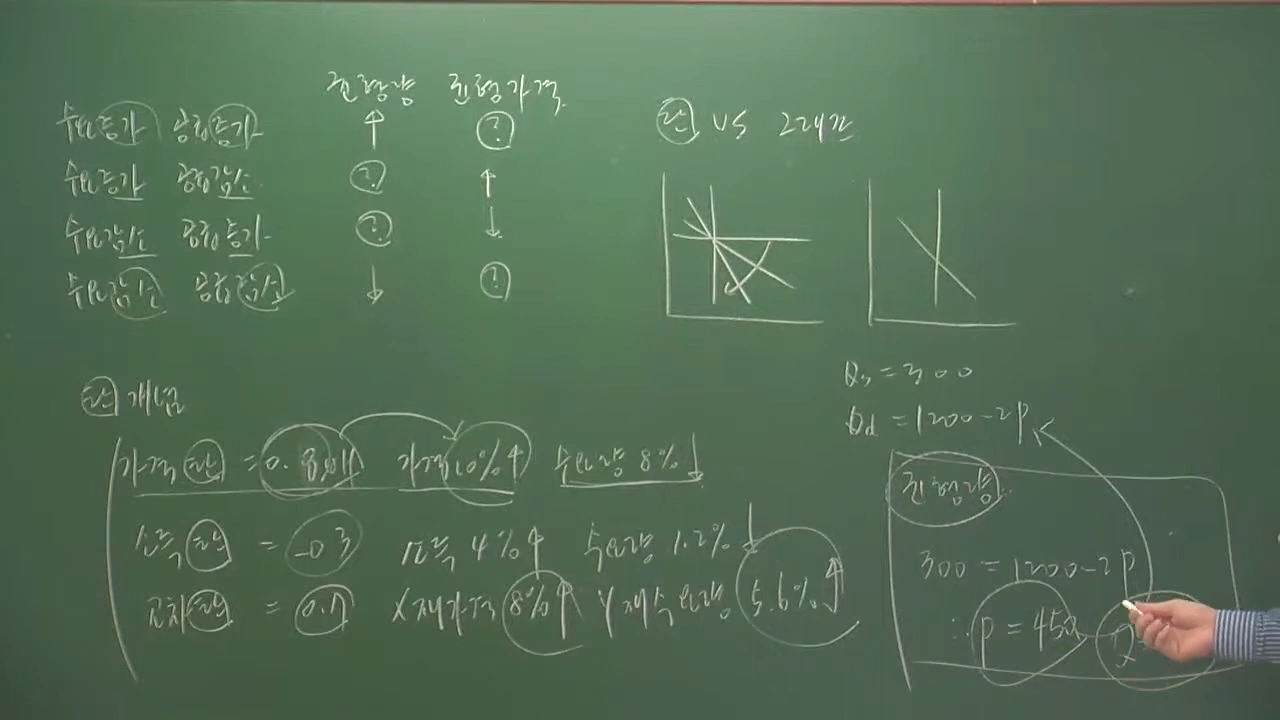 균형량 균형가격
수요증가 공급증가 ↑ ?
수요증가 공급감소 ? ↑
수요감소 공급증가 ? ↓
수요감소 공급감소 ↓ ?
탄 VS
탄 개념
가격탄 = 0.8 가격 10%↑ 수요량 8%↓
소득탄 = -0.3 소득 4%↑ 수요량 1.2%↓
교차탄 = 0.7 X재가격 8%↑ Y재수요량 5.6%↑
Qs = 300
Qd = 1200-2P
균형량
300 = 1200-2P
∴ P = 450 Q